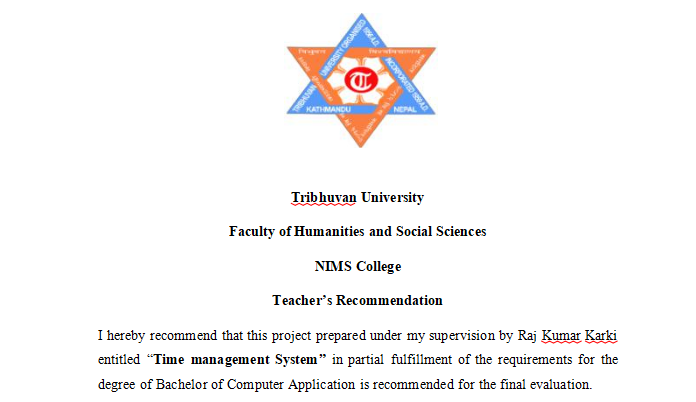 UNIVERSITY ORGANISED
INCORPORATED
TRIBHUVAN
KATHMANDU NEPAL
Tribhuvan University
Faculty of Humanities and Social Sciences
NIMS College
Teacher’s Recommendation
I hereby recommend that this project prepared under my supervision by Raj Kumar Karki
entitled “Time management System” in partial fulfillment of the requirements for the
degree of Bachelor of Computer Application is recommended for the final evaluation.